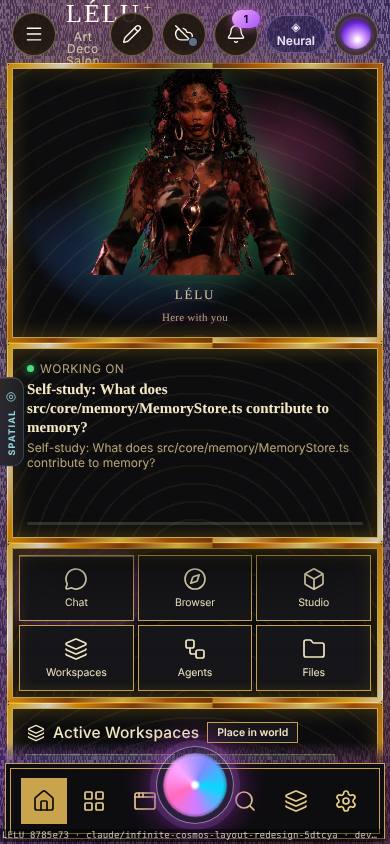 LÉLU
Art
Deco
Salon
1
Neural
LÉLU
Here with you
WORKING ON
Self-study: What does
src/core/memory/MemoryStore.ts contribute to
memory?
Self-study: What does src/core/memory/MemoryStore.ts
contribute to memory?
SPATIAL
Chat
Browser
Studio
Workspaces
Agents
Files
Active Workspaces
Place in world
LELU 8785e73 · claude/infinite-cosmos-layout-redesign-5dtcya · dev…